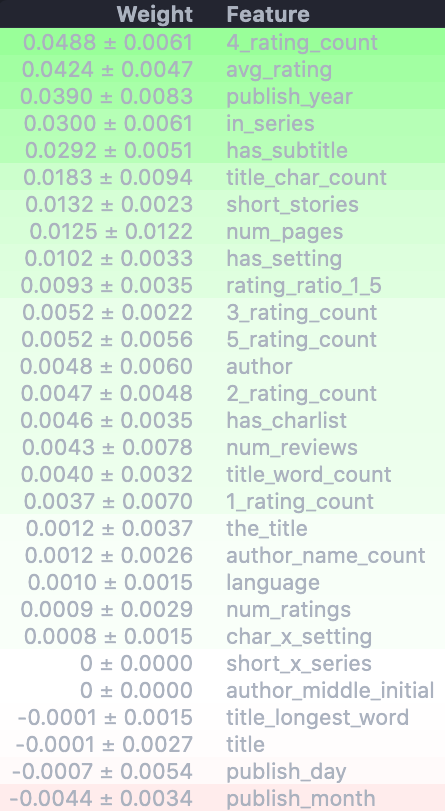 Weight Feature
0.0488 ± 0.0061 4_rating_count
0.0424 ± 0.0047 avg_rating
0.0390 ± 0.0083 publish_year
0.0300 ± 0.0061 in_series
0.0292 ± 0.0051 has_subtitle
0.0183 ± 0.0094 title_char_count
0.0132 ± 0.0023 short_stories
0.0125 ± 0.0122 num_pages
0.0102 ± 0.0033 has_setting
0.0093 ± 0.0035 rating_ratio_1_5
0.0052 ± 0.0022 3_rating_count
0.0052 ± 0.0056 5_rating_count
0.0048 ± 0.0060 author
0.0047 ± 0.0048 2_rating_count
0.0046 ± 0.0035 has_charlist
0.0043 ± 0.0078 num_reviews
0.0040 ± 0.0032 title_word_count
0.0037 ± 0.0070 1_rating_count
0.0012 ± 0.0037 the_title
0.0012 ± 0.0026 author_name_count
0.0010 ± 0.0015 language
0.0009 ± 0.0029 num_ratings
0.0008 ± 0.0015 char_x_setting
0 ± 0.0000 short_x_series
0 ± 0.0000 author_middle_initial
-0.0001 ± 0.0015 title_longest_word
-0.0001 ± 0.0027 title
-0.0007 ± 0.0054 publish_day
-0.0044 ± 0.0034 publish_month